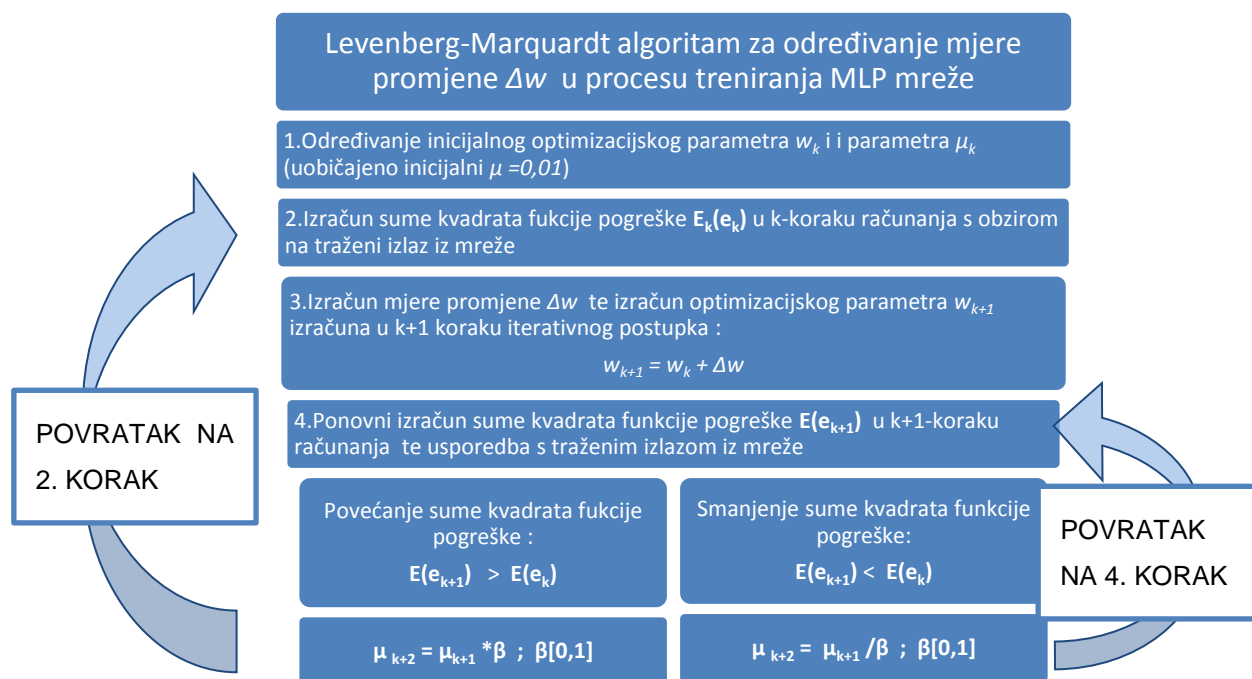 Levenberg-Marquardt algoritam za određivanje mjere
promjene Δw u procesu treniranja MLP mreže
1.Određivanje inicijalnog optimizacijskog parametra wk i i parametra μk
(uobičajeno inicijalni μ =0,01)
2.Izračun sume kvadrata fukcije pogreške Ek(ek) u k-koraku računanja s obzirom
na traženi izlaz iz mreže
3.Izračun mjere promjene Δw te izračun optimizacijskog parametra wk+1
izračuna u k+1 koraku iterativnog postupka :
wk+1 = wk + Δw
4.Ponovni izračun sume kvadrata funkcije pogreške E(ek+1) u k+1-koraku
računanja te usporedba s traženim izlazom iz mreže
POVRATAK NA
2. KORAK
Povećanje sume kvadrata fukcije
pogreške :
E(ek+1) > E(ek)
μ k+2 = μk+1 *β ; β[0,1]
Smanjenje sume kvadrata funkcije
pogreške:
E(ek+1) < E(ek)
μ k+2 = μk+1 /β ; β[0,1]
POVRATAK
NA 4. KORAK